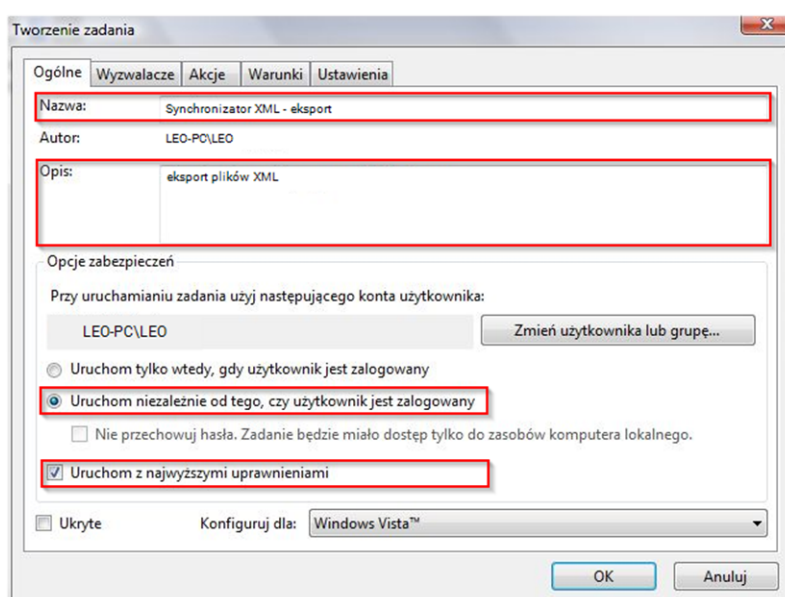 Tworzenie zadania
Ogólne Wyzwalacze Akcje Warunki Ustawienia
Nazwa: Synchronizator XML - eksport
Autor: LEO-PC\LEO
Opis: eksport plików XML
Opcje zabezpieczeń
Przy uruchamianiu zadania użyj następującego konta użytkownika:
LEO-PC\LEO Zmień użytkownika lub grupę...
Uruchom tylko wtedy, gdy użytkownik jest zalogowany
Uruchom niezależnie od tego, czy użytkownik jest zalogowany
Nie przechowuj hasła. Zadanie będzie miało dostęp tylko do zasobów komputera lokalnego.
Uruchom z najwyższymi uprawnieniami
Ukryte Konfiguruj dla: Windows Vista™
OK Anuluj